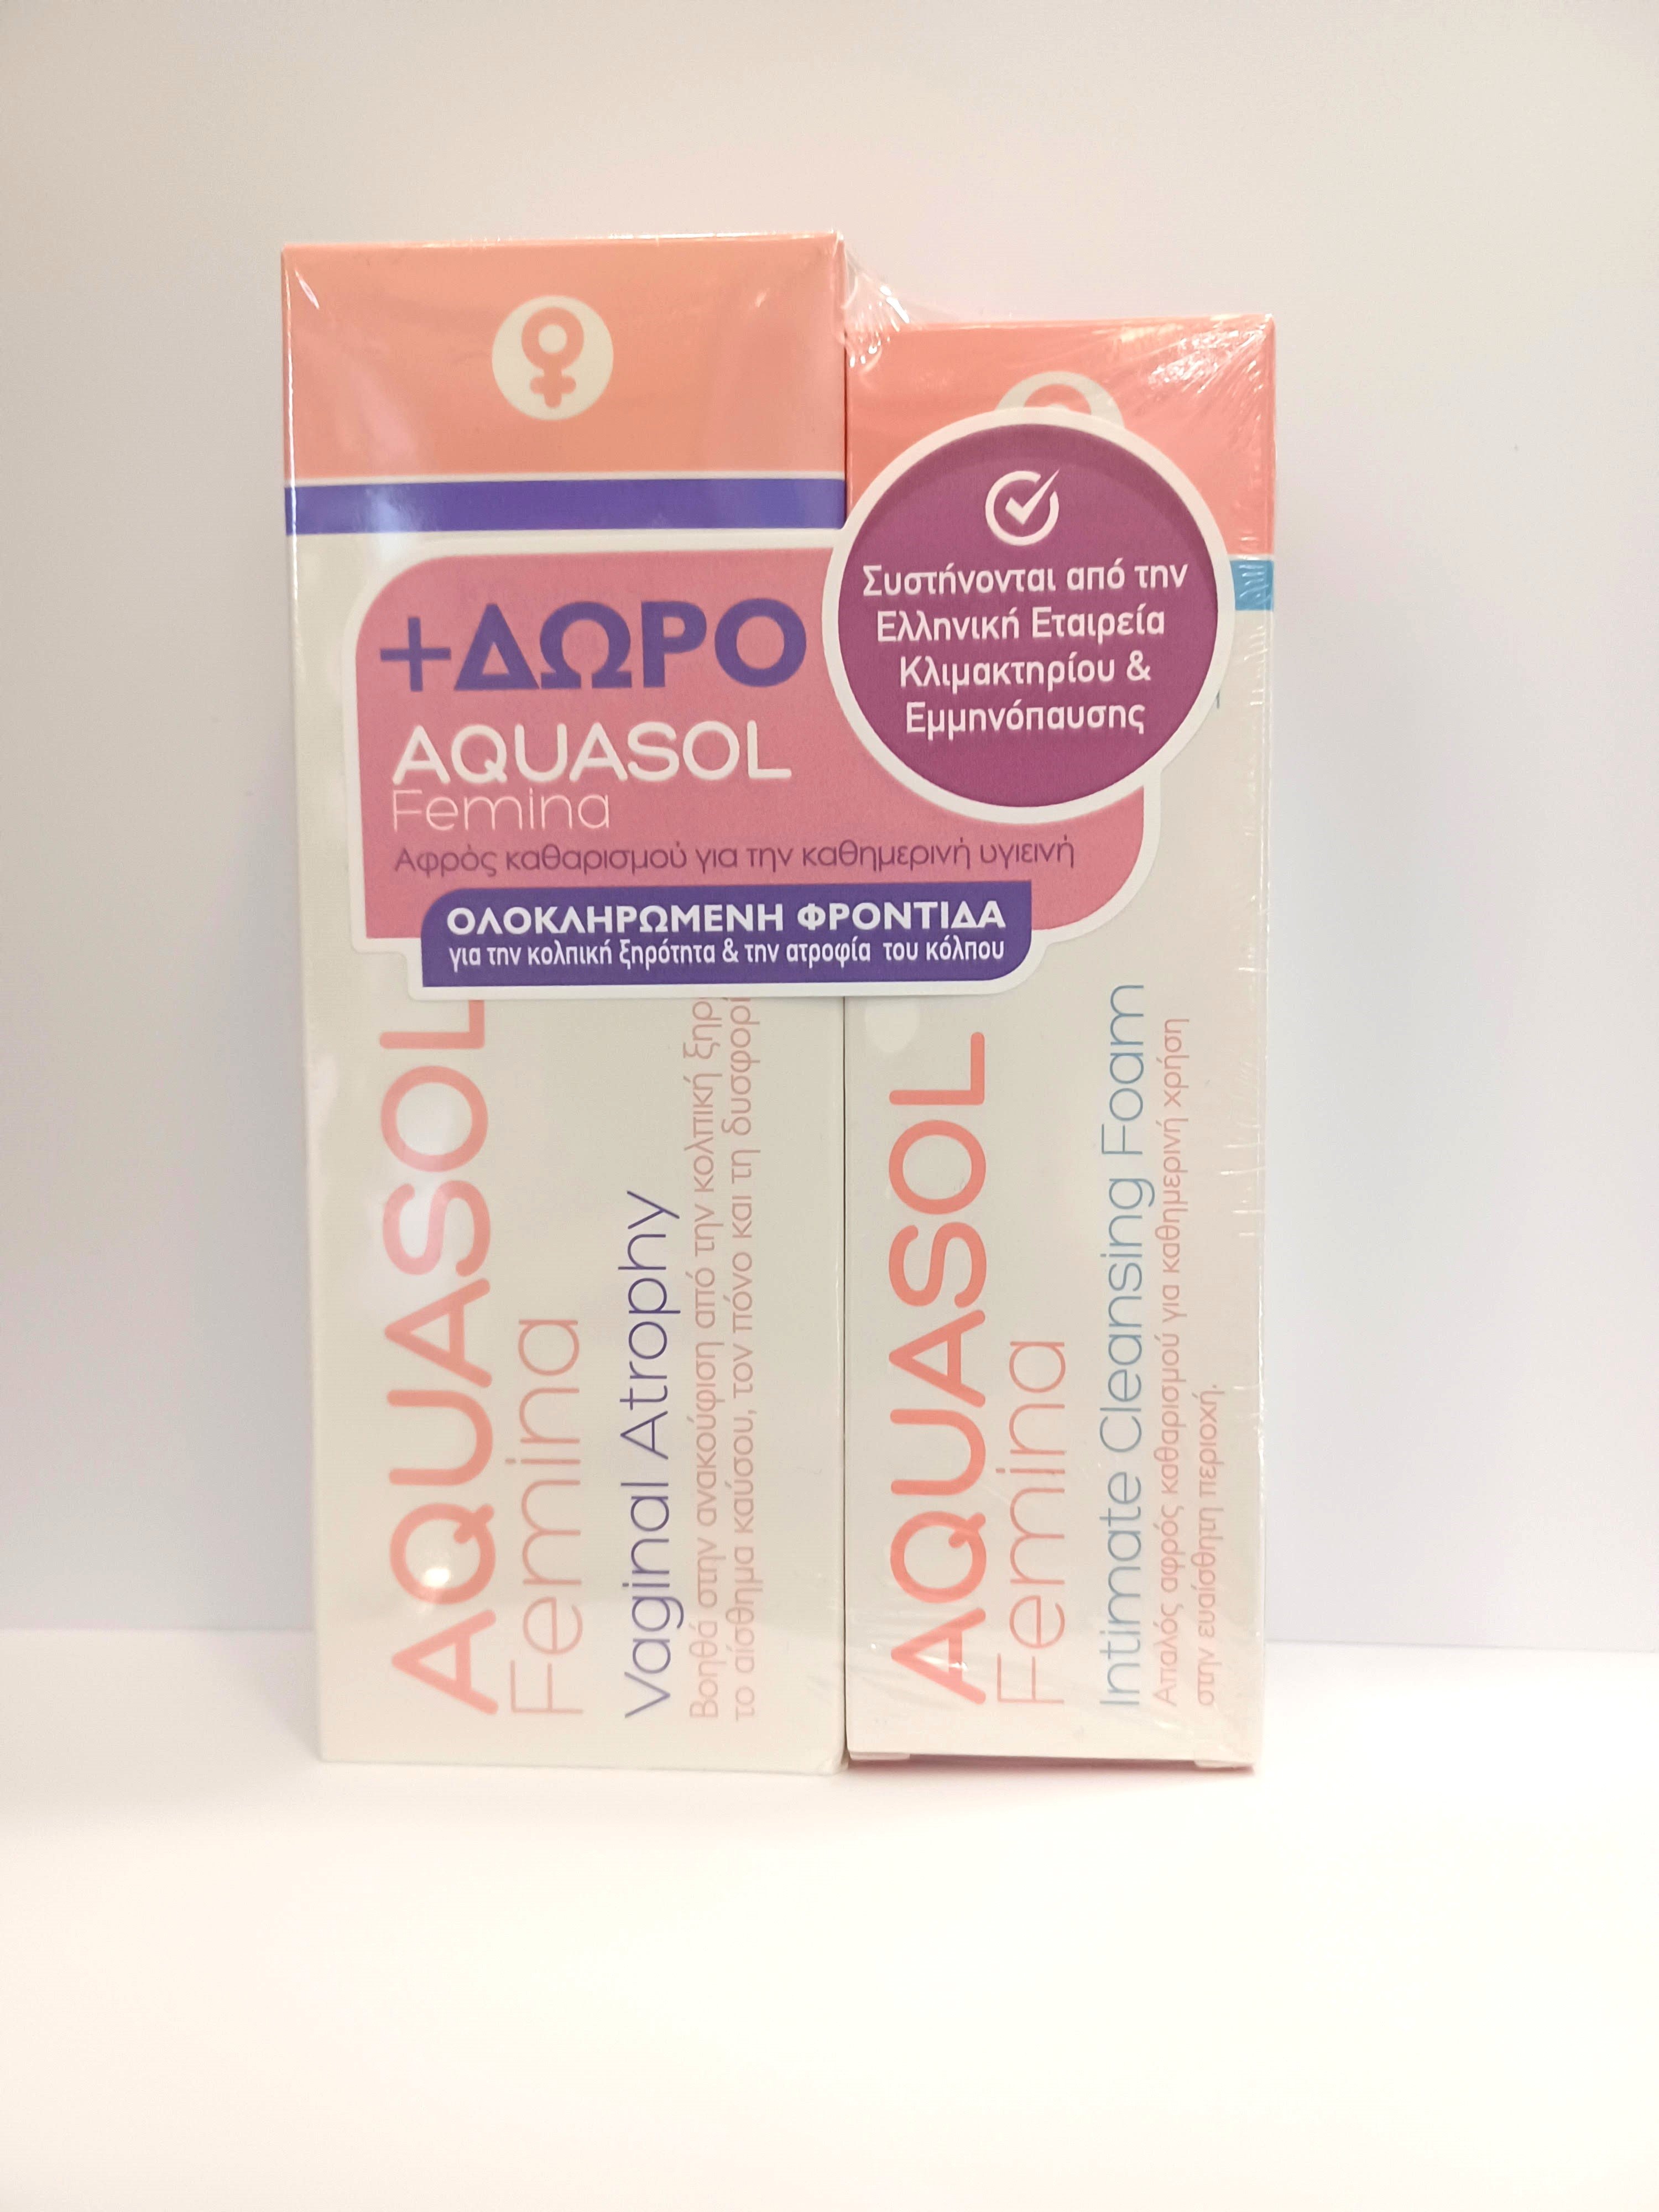 +ΔΩΡΟ
AQUASOL
Femina
Αφρός καθαρισμού για την καθημερινή υγιεινή
ΟΛΟΚΛΗΡΩΜΕΝΗ ΦΡΟΝΤΙΔΑ
για την κολπική ξηρότητα & την ατροφία του κόλπου
Συστήνονται από την
Ελληνική Εταιρεία
Κλιμακτηρίου &
Εμμηνόπαυσης
AQUASOL
Femina
Vaginal Atrophy
Βοηθά στην ανακούφιση από την κολπική
το αίσθημα καύσου, τον πόνο και τη
AQUASOL
Femina
Intimate Cleansing Foam
Απαλός αφρός καθαρισμού για καθημερινή χρήση
στην ευαίσθητη περιοχή.